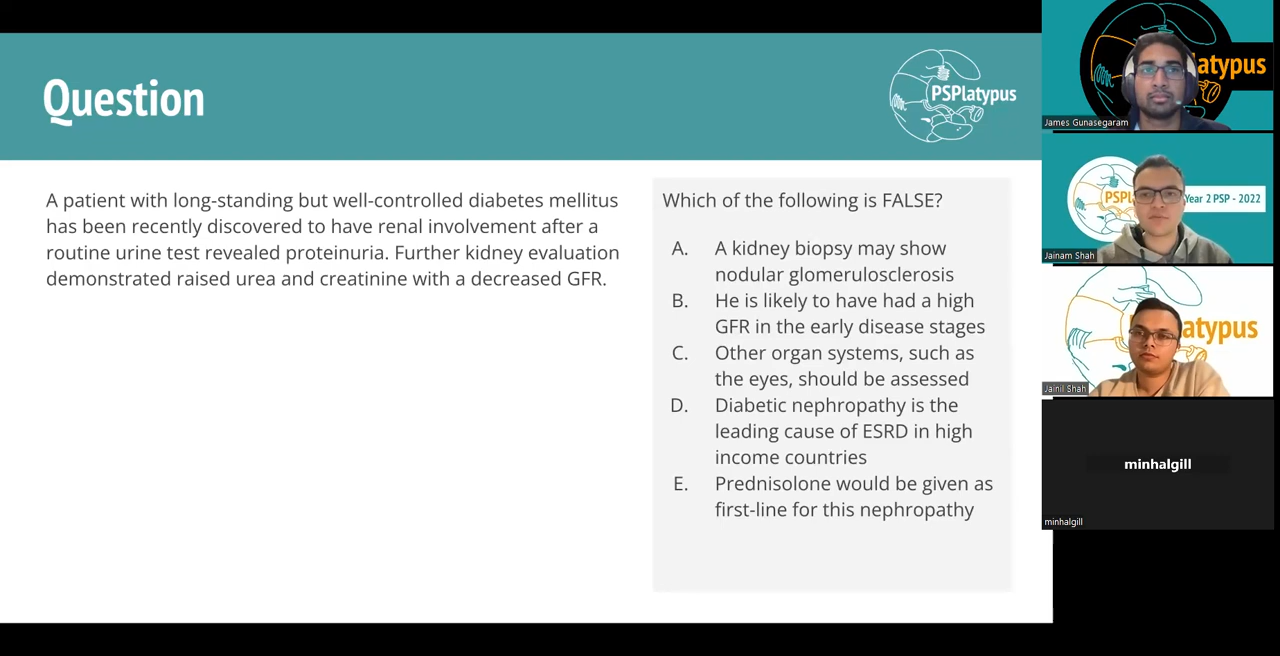 Question
PSPlatypus
A patient with long-standing but well-controlled diabetes mellitus
has been recently discovered to have renal involvement after a
routine urine test revealed proteinuria. Further kidney evaluation
demonstrated raised urea and creatinine with a decreased GFR.
Which of the following is FALSE?
A. A kidney biopsy may show
nodular glomerulosclerosis
B. He is likely to have had a high
GFR in the early disease stages
C. Other organ systems, such as
the eyes, should be assessed
D. Diabetic nephropathy is the
leading cause of ESRD in high
income countries
E. Prednisolone would be given as
first-line for this nephropathy
latypus
James Gunasegaram
PSPl
Year 2 PSP - 2022
Jainam Shah
atypus
Jainil Shah
minhalgill
minhalgill